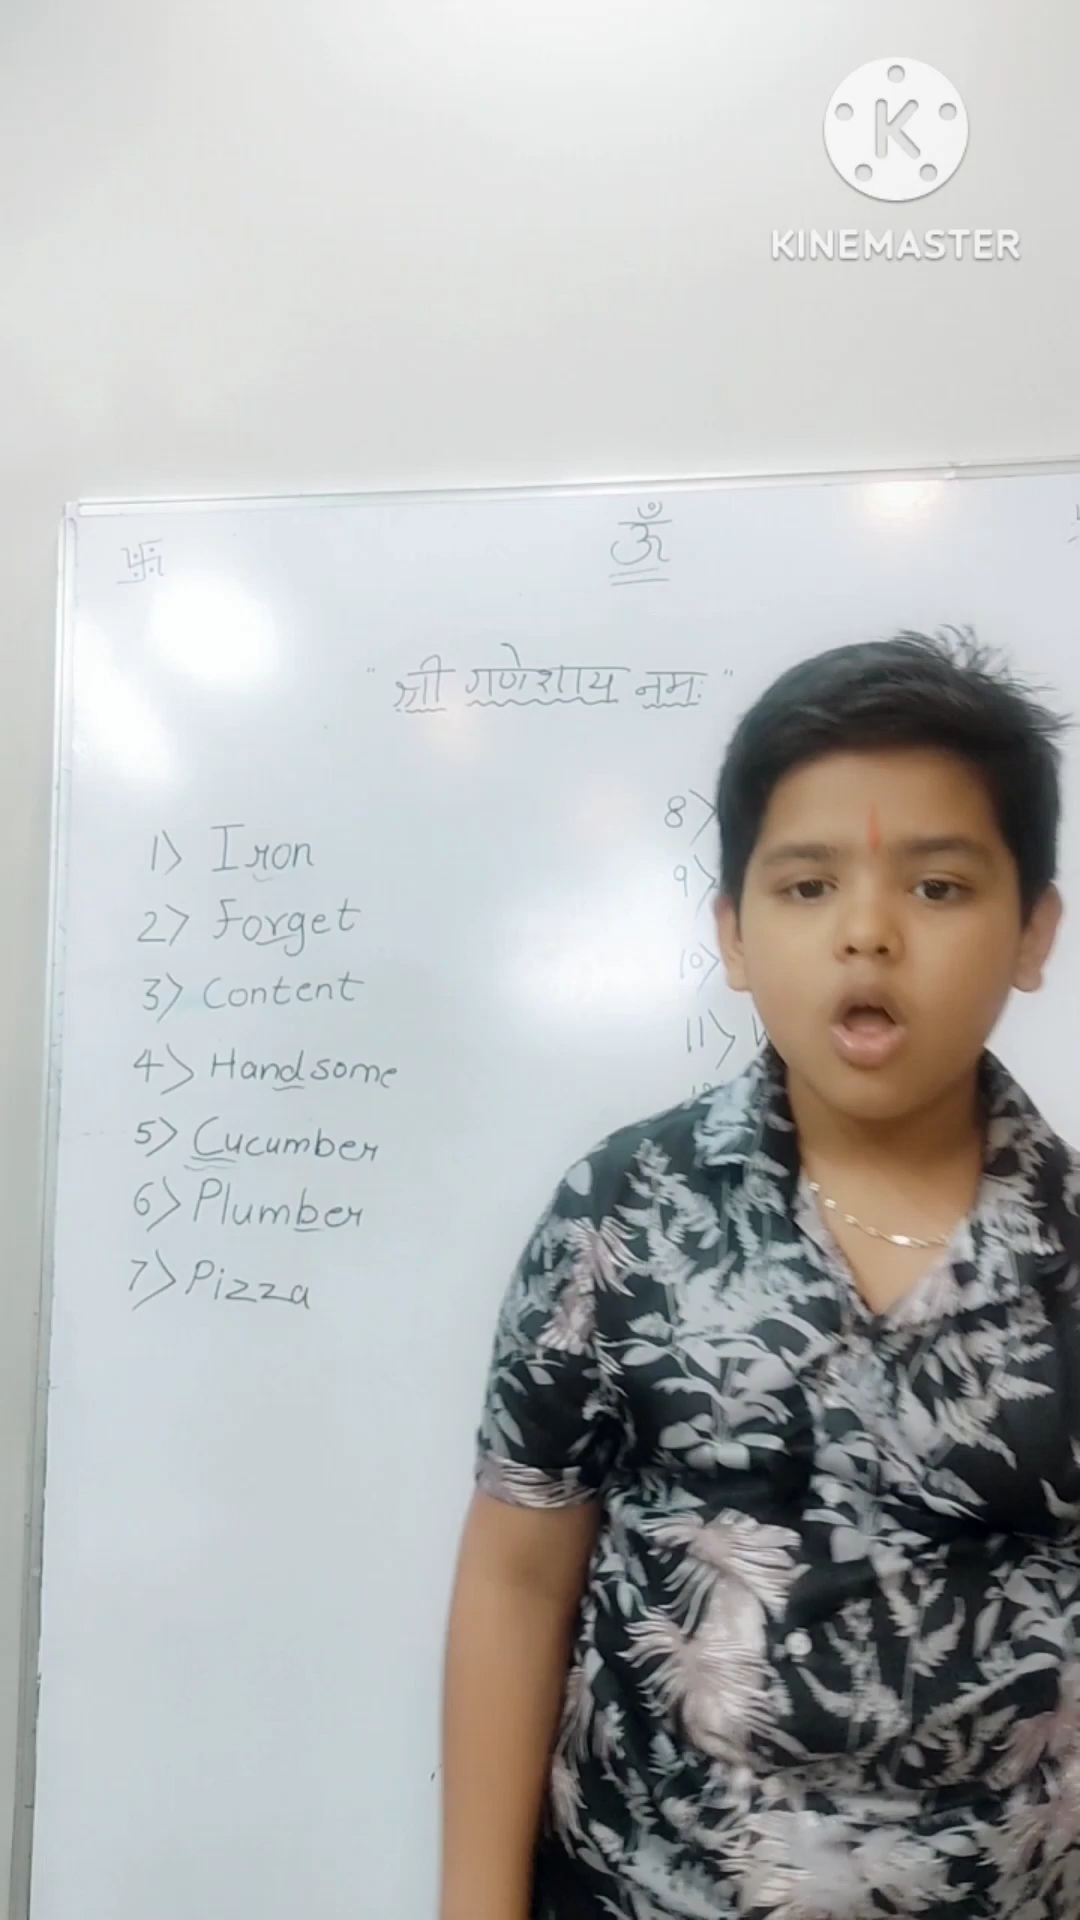 KINEMASTER
ॐ
"श्री गणेशाय नमः"
1) Iron
2) Forget
3) Content
4) Handsome
5) Cucumber
6) Plumber
7) Pizza
8)
9)
10)
11)